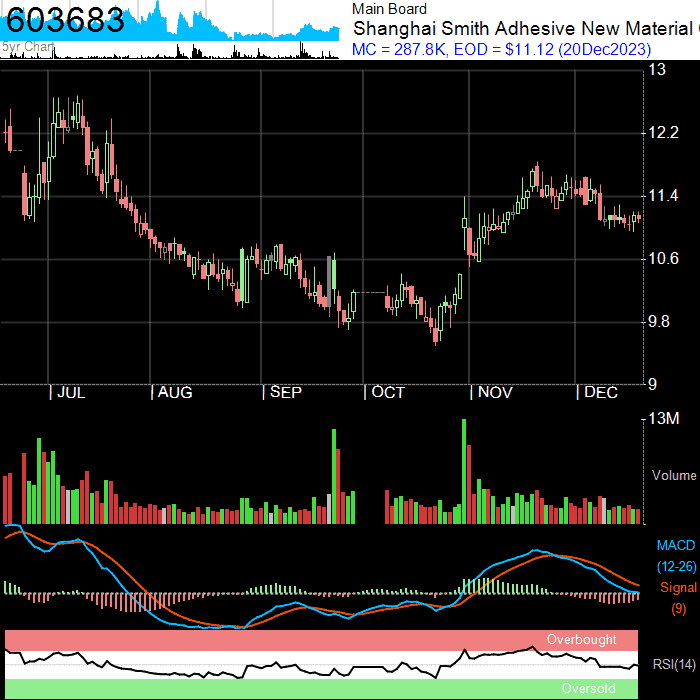 603683
5yr Chart
Main Board
Shanghai Smith Adhesive New Material
MC = 287.8K, EOD = $11.12 (20Dec2023)
13
12.2
11.4
10.6
9.8
9
JUL AUG SEP OCT NOV DEC
13M
Volume
MACD
(12-26)
Signal
(9)
Overbought
RSI(14)
Oversold